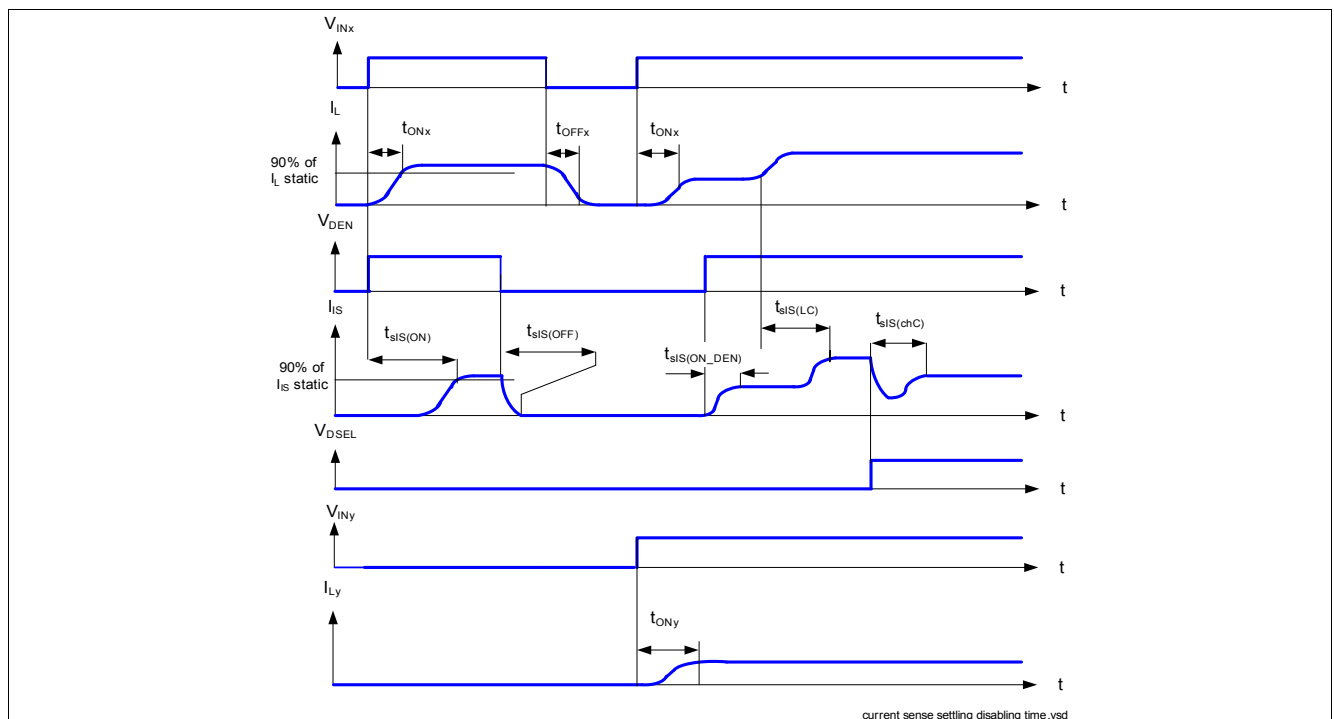 VINx
t
IL
tONx
tOFFx
tONx
90% of
IL static
t
VDEN
t
IIS
tsIS(ON)
tsIS(OFF)
tsIS(LC)
tsIS(chC)
tsIS(ON_DEN)
90% of
IIS static
t
VDSEL
t
VINy
t
ILy
tONy
t
current sense settling disabling time.vsd